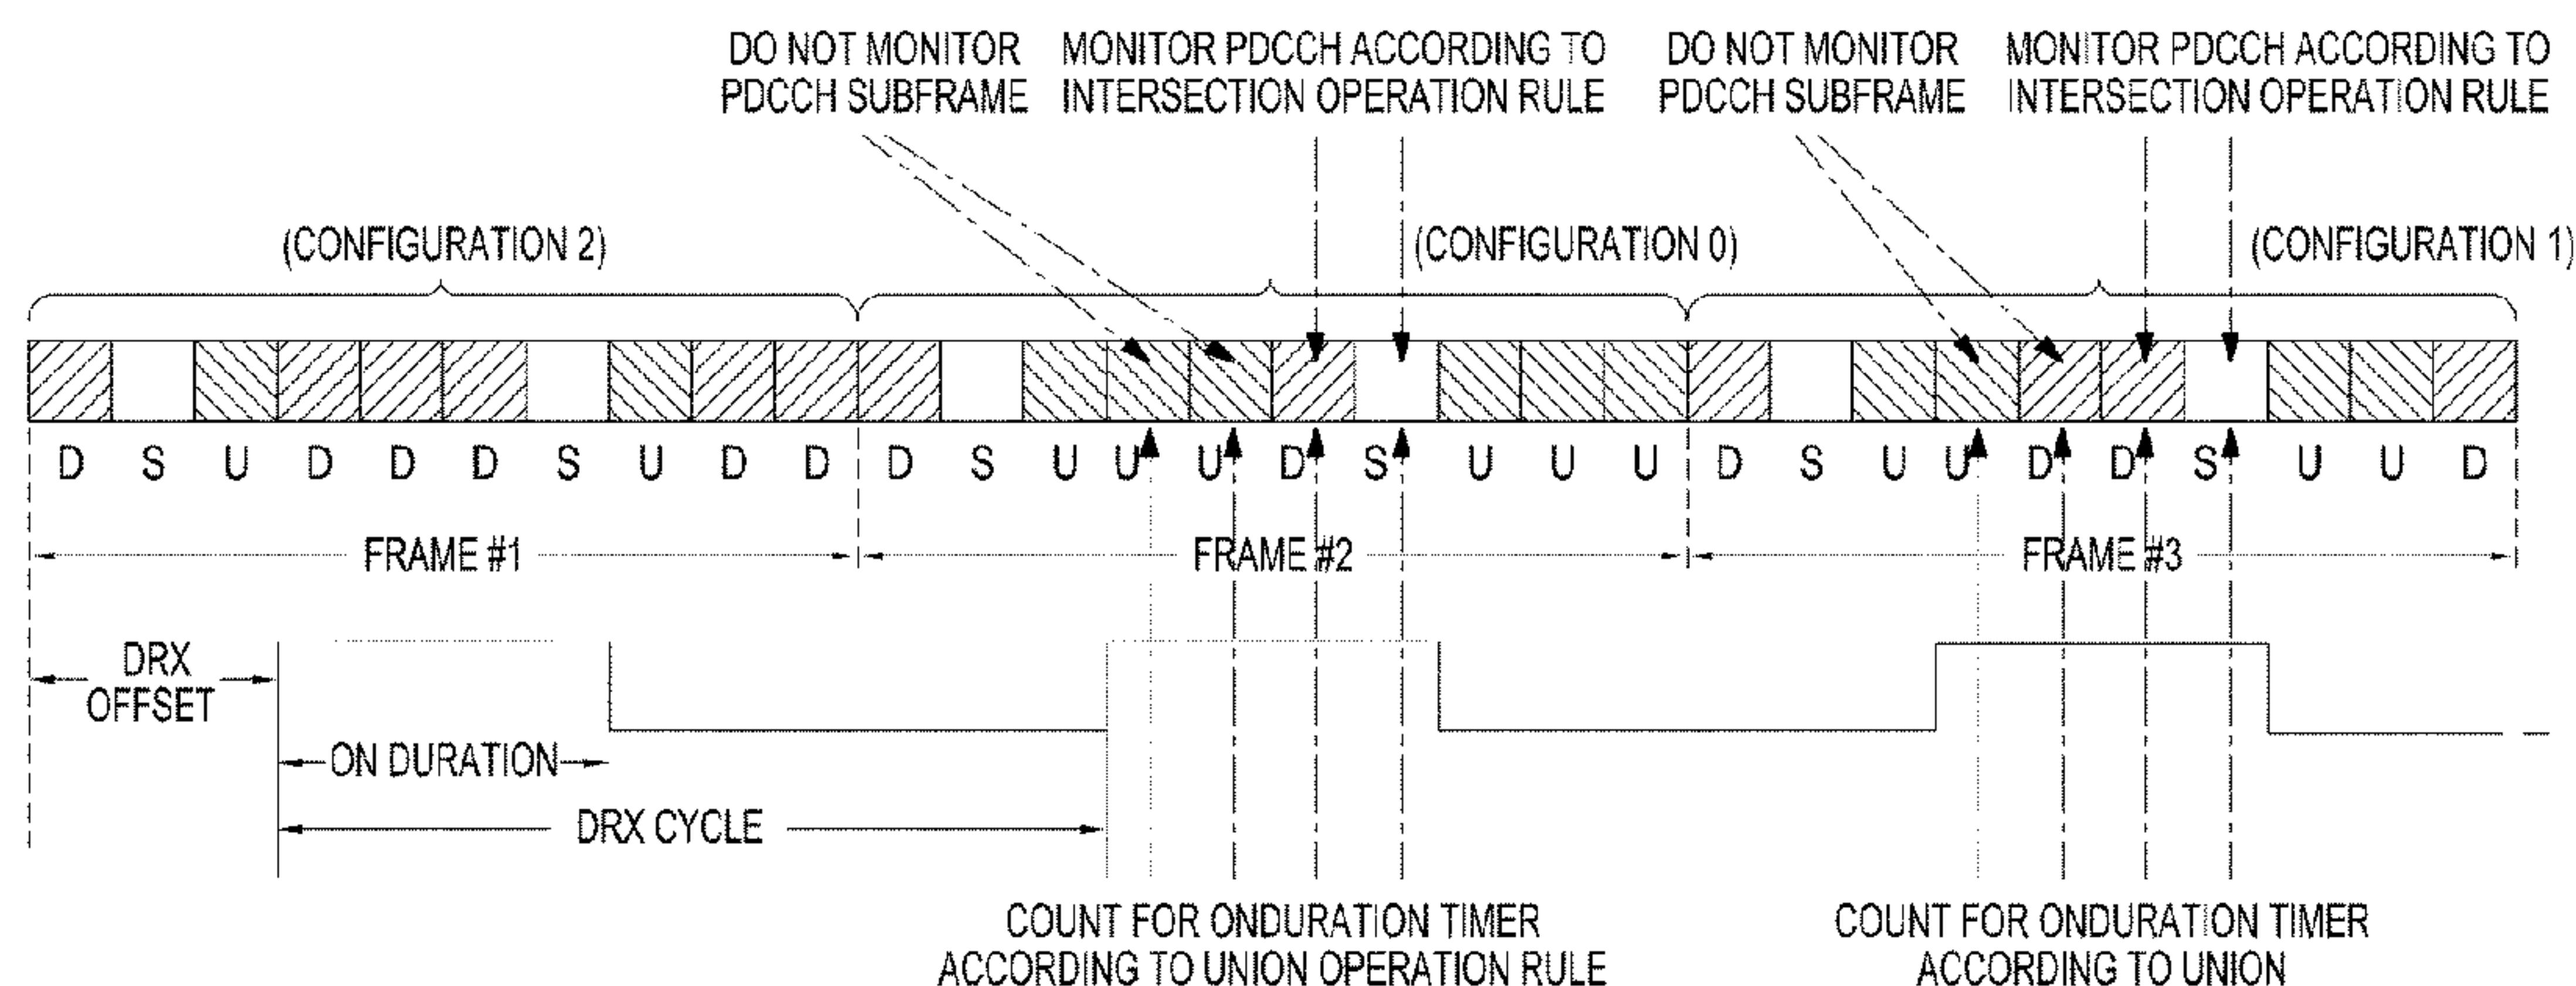 DO NOT MONITOR
PDCCH SUBFRAME
MONITOR PDCCH ACCORDING TO
INTERSECTION OPERATION RULE
DO NOT MONITOR
PDCCH SUBFRAME
MONITOR PDCCH ACCORDING TO
INTERSECTION OPERATION RULE
(CONFIGURATION 2)
(CONFIGURATION 0)
(CONFIGURATION 1)
D S U D D D S U D D D S U U U D S U U U D S U U D D S U U D
FRAME #1
FRAME #2
FRAME #3
DRX
OFFSET
ON DURATION
DRX CYCLE
COUNT FOR ONDURATION TIMER
ACCORDING TO UNION OPERATION RULE
COUNT FOR ONDURATION TIMER
ACCORDING TO UNION